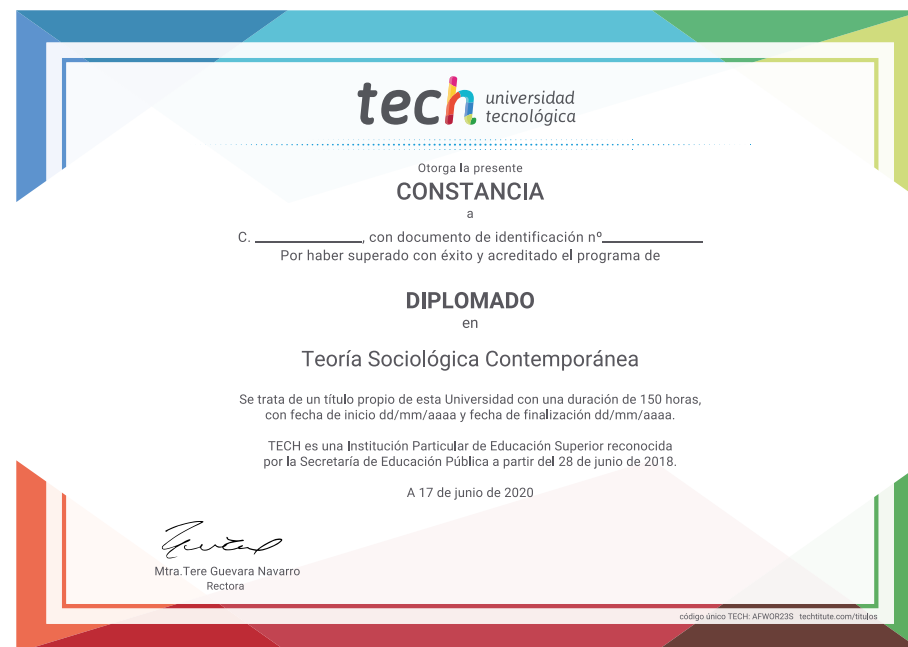 tech universidad
tecnológica
Otorga la presente
CONSTANCIA
a
C. ____________, con documento de identificación nº____________
Por haber superado con éxito y acreditado el programa de
DIPLOMADO
en
Teoría Sociológica Contemporánea
Se trata de un título propio de esta Universidad con una duración de 150 horas,
con fecha de inicio dd/mm/aaaa y fecha de finalización dd/mm/aaaa.
TECH es una Institución Particular de Educación Superior reconocida
por la Secretaría de Educación Pública a partir del 28 de junio de 2018.
A 17 de junio de 2020
Mtra.Tere Guevara Navarro
Rectora
código único TECH: AFWOR23S techtitute.com/titulos